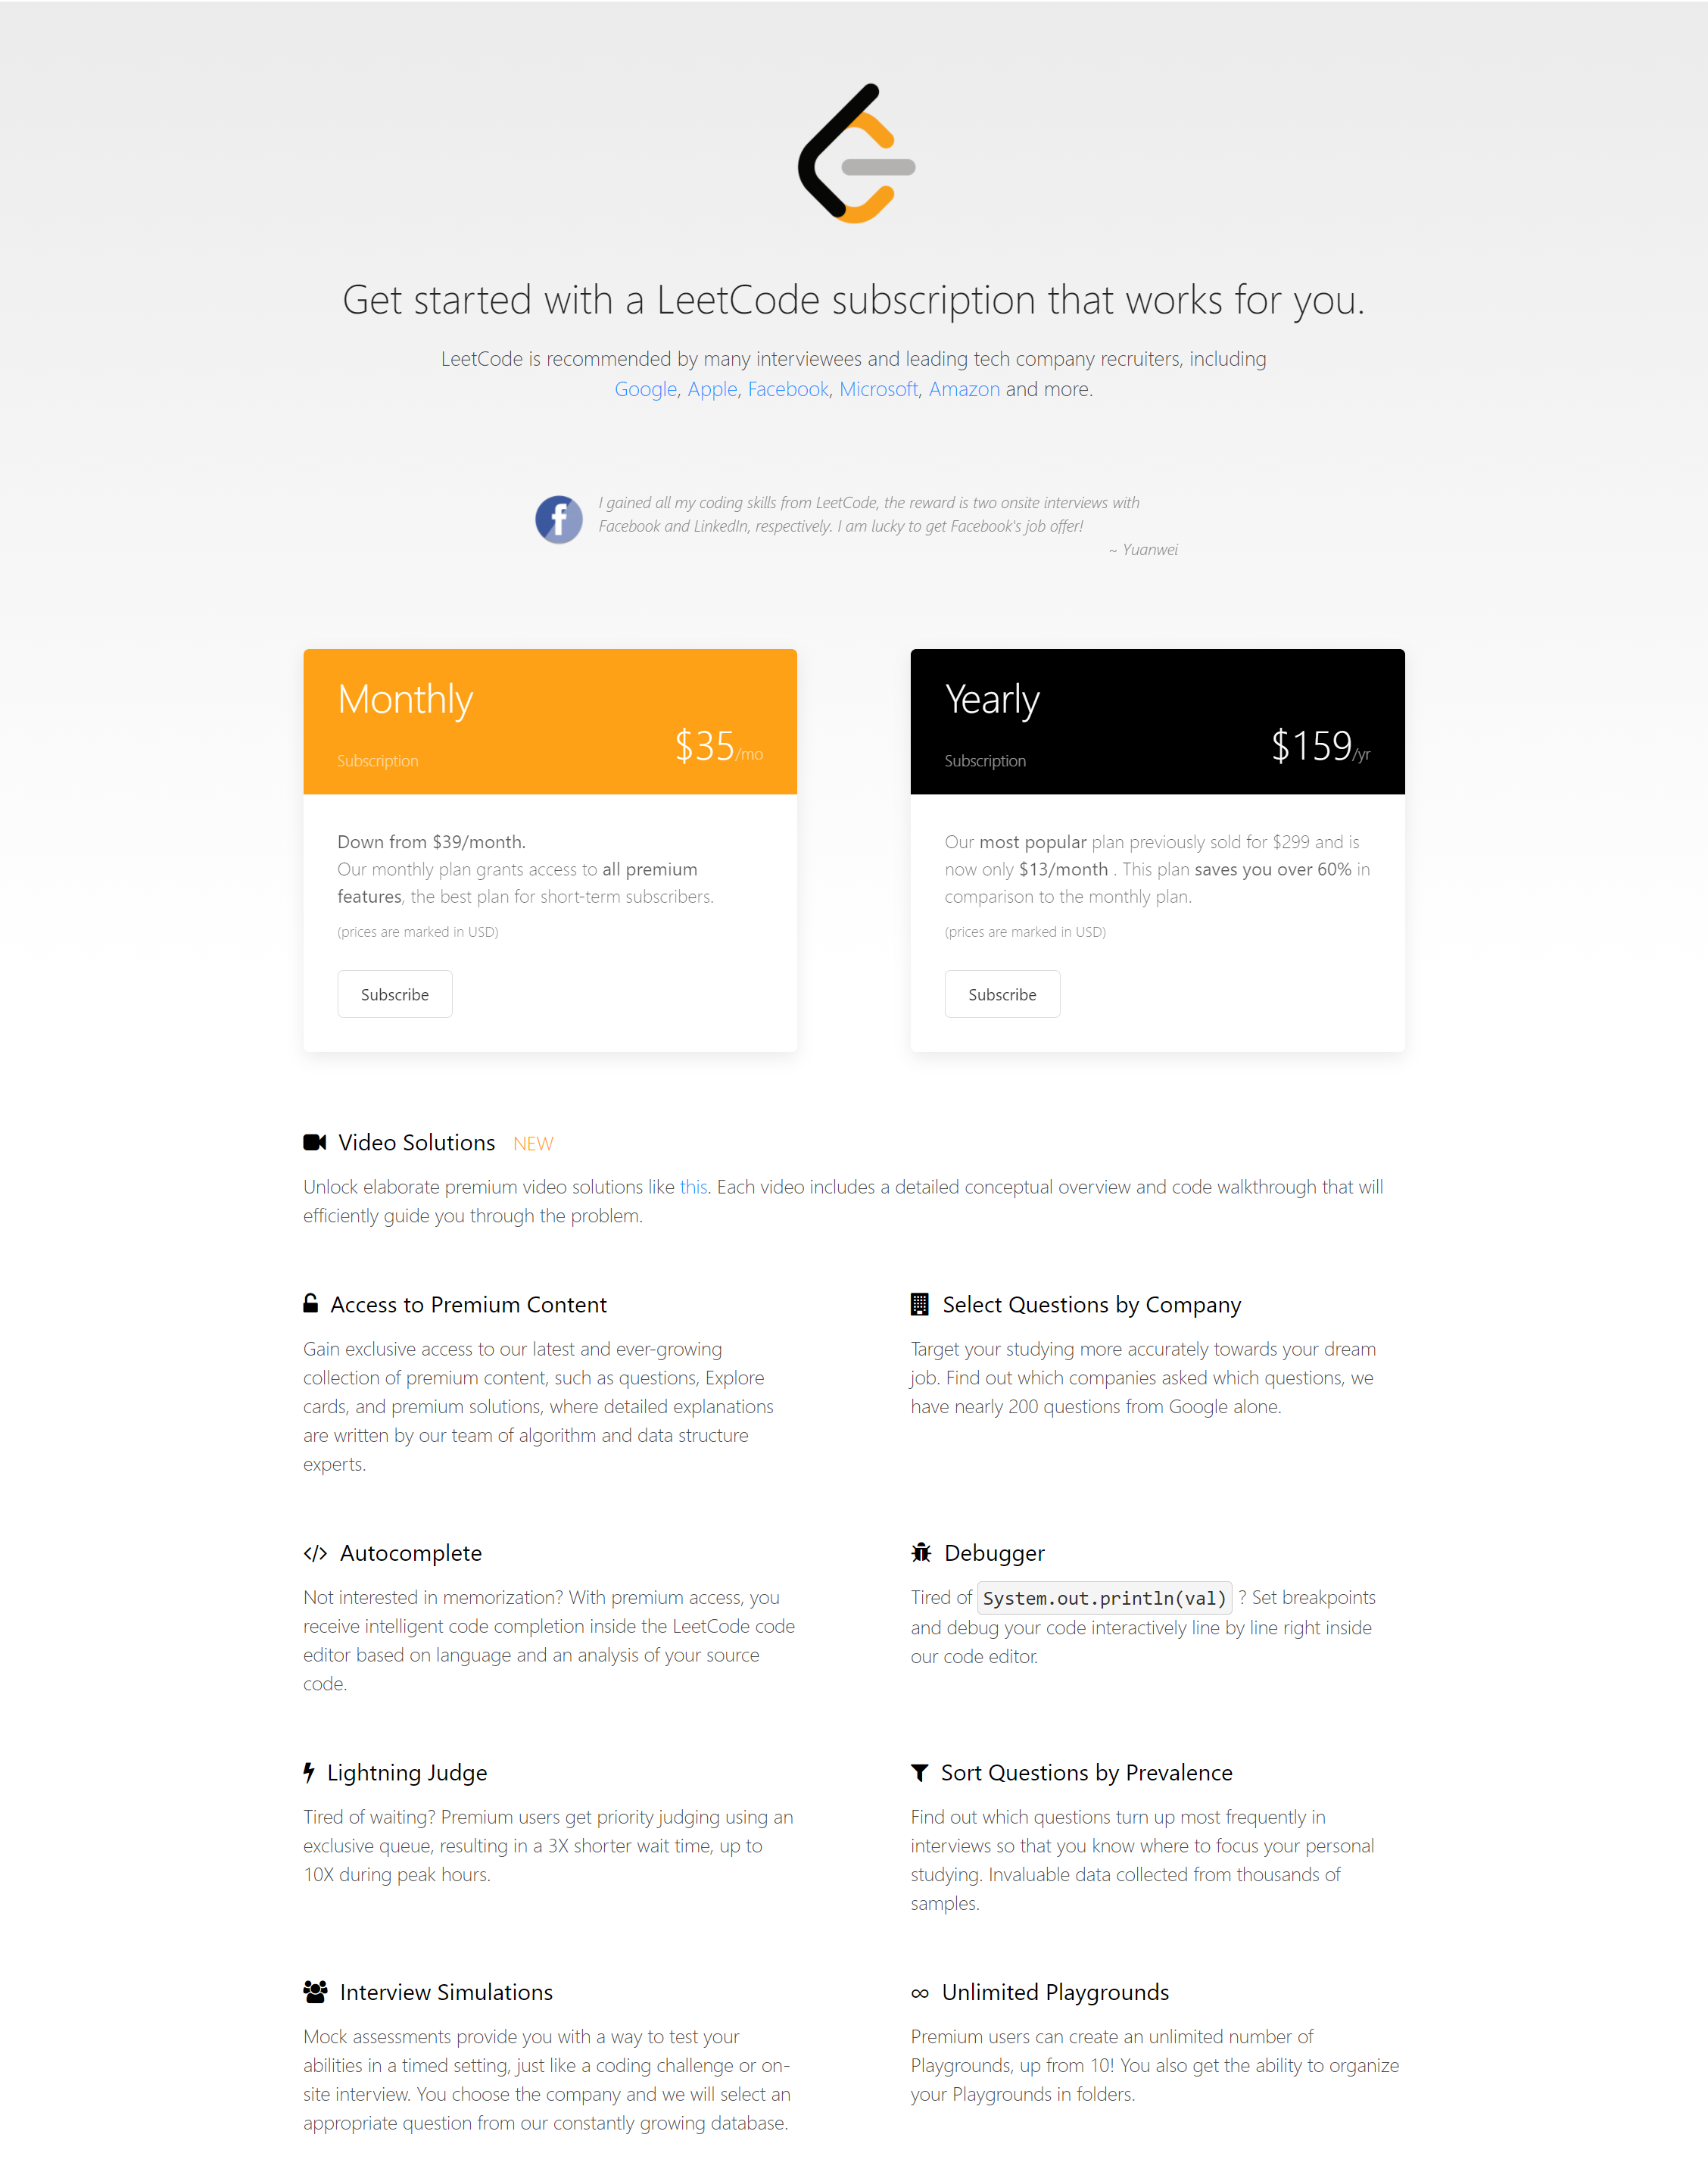 Get started with a LeetCode subscription that works for you.
LeetCode is recommended by many interviewees and leading tech company recruiters, including
Google, Apple, Facebook, Microsoft, Amazon and more.
I gained all my coding skills from LeetCode, the reward is two onsite interviews with
Facebook and LinkedIn, respectively. I am lucky to get Facebook's job offer!
~ Yuanwei
Monthly
Subscription
$35/mo
Down from $39/month.
Our monthly plan grants access to all premium
features, the best plan for short-term subscribers.
(prices are marked in USD)
Subscribe
Yearly
Subscription
$159/yr
Our most popular plan previously sold for $299 and is
now only $13/month . This plan saves you over 60% in
comparison to the monthly plan.
(prices are marked in USD)
Subscribe
Video Solutions NEW
Unlock elaborate premium video solutions like this. Each video includes a detailed conceptual overview and code walkthrough that will
efficiently guide you through the problem.
Access to Premium Content
Gain exclusive access to our latest and ever-growing
collection of premium content, such as questions, Explore
cards, and premium solutions, where detailed explanations
are written by our team of algorithm and data structure
experts.
Select Questions by Company
Target your studying more accurately towards your dream
job. Find out which companies asked which questions, we
have nearly 200 questions from Google alone.
</> Autocomplete
Not interested in memorization? With premium access, you
receive intelligent code completion inside the LeetCode code
editor based on language and an analysis of your source
code.
Debugger
Tired of System.out.println(val) ? Set breakpoints
and debug your code interactively line by line right inside
our code editor.
Lightning Judge
Tired of waiting? Premium users get priority judging using an
exclusive queue, resulting in a 3X shorter wait time, up to
10X during peak hours.
Sort Questions by Prevalence
Find out which questions turn up most frequently in
interviews so that you know where to focus your personal
studying. Invaluable data collected from thousands of
samples.
Interview Simulations
Mock assessments provide you with a way to test your
abilities in a timed setting, just like a coding challenge or on-
site interview. You choose the company and we will select an
appropriate question from our constantly growing database.
∞ Unlimited Playgrounds
Premium users can create an unlimited number of
Playgrounds, up from 10! You also get the ability to organize
your Playgrounds in folders.